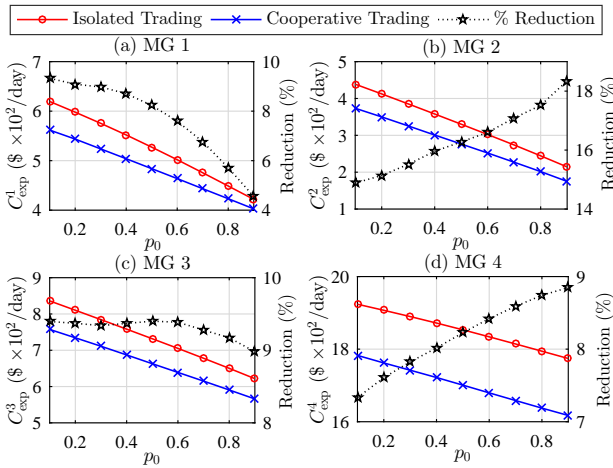 Isolated Trading Cooperative Trading % Reduction
(a) MG 1
7
6
5
4
10
8
6
4
0.2 0.4 0.6 0.8
p₀
C¹exp ($ ×10²/day)
Reduction (%)
(b) MG 2
5
4
3
2
1
18
16
14
0.2 0.4 0.6 0.8
p₀
C²exp ($ ×10²/day)
Reduction (%)
(c) MG 3
9
8
7
6
5
10
9
8
0.2 0.4 0.6 0.8
p₀
C³exp ($ ×10²/day)
Reduction (%)
(d) MG 4
20
18
16
9
8
7
0.2 0.4 0.6 0.8
p₀
C⁴exp ($ ×10²/day)
Reduction (%)